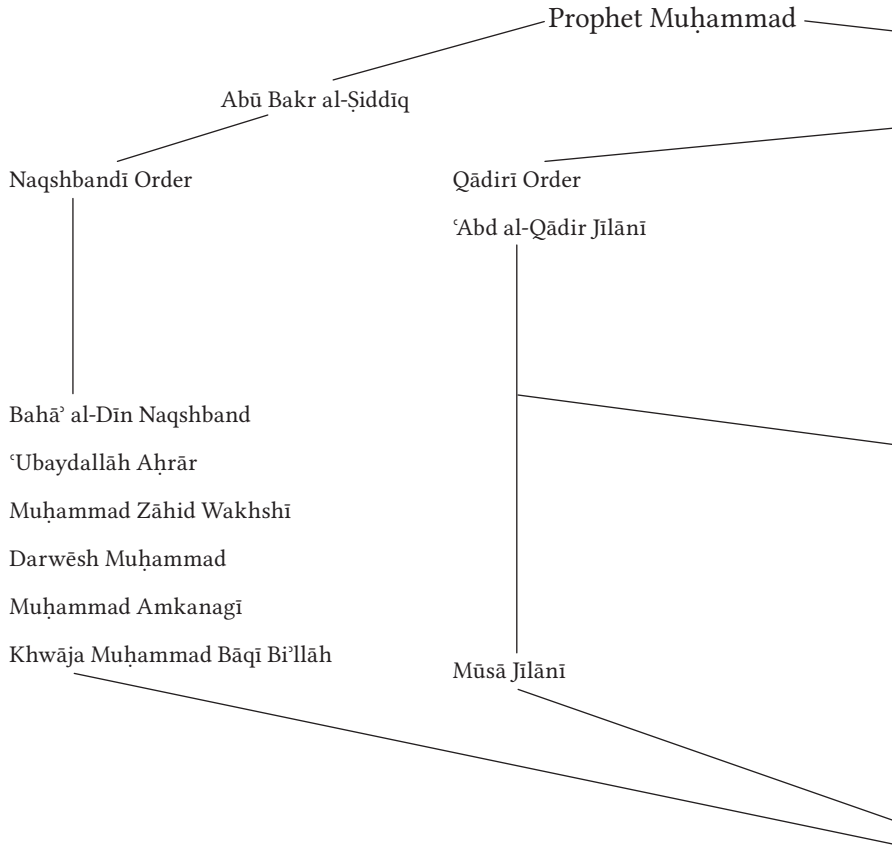 Prophet Muḥammad
Abū Bakr al-Ṣiddīq
Naqshbandī Order
Qādirī Order
ʿAbd al-Qādir Jīlānī
Bahāʾ al-Dīn Naqshband
ʿUbaydallāh Aḥrār
Muḥammad Zāhid Wakhshī
Darwēsh Muḥammad
Muḥammad Amkanagī
Khwāja Muḥammad Bāqī Biʾllāh
Mūsā Jīlānī